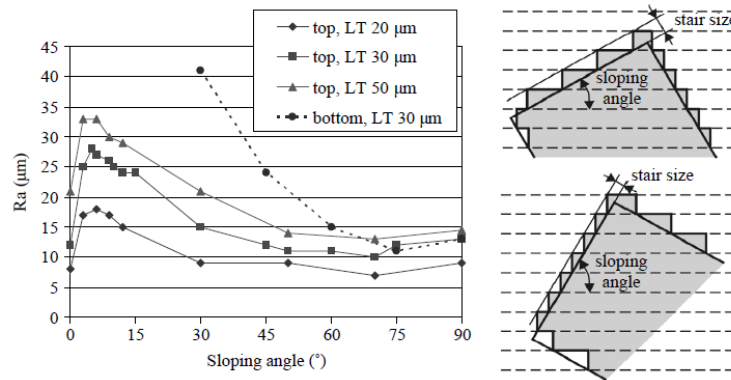 45
40
35
30
25
20
15
10
5
0
Ra (μm)
0 15 30 45 60 75 90
Sloping angle (˚)
top, LT 20 μm
top, LT 30 μm
top, LT 50 μm
bottom, LT 30 μm
stair size
sloping
angle
stair size
sloping
angle